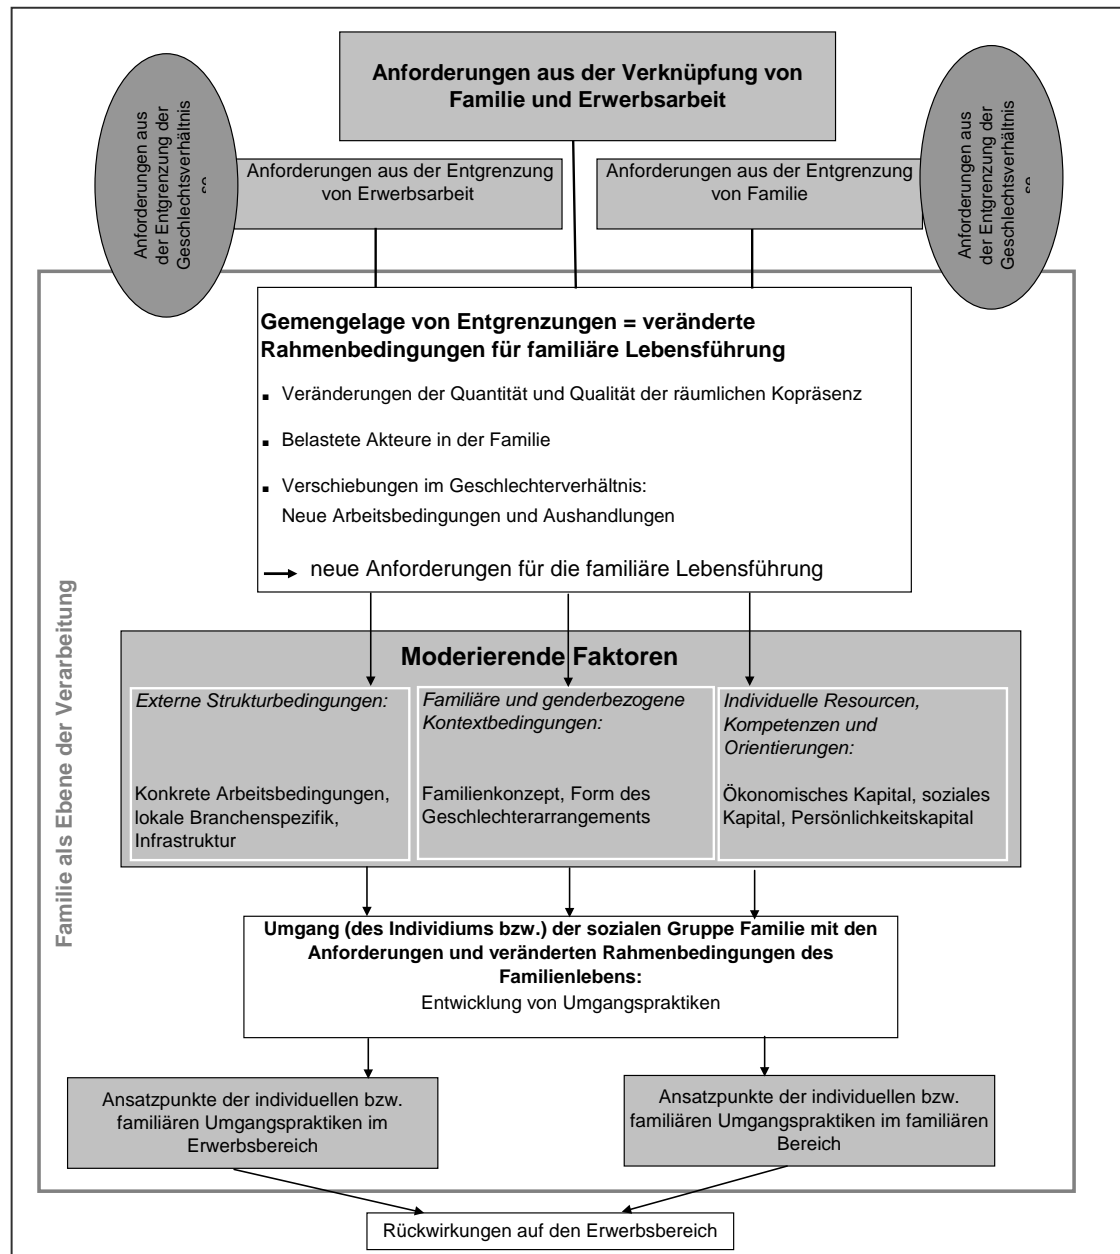 Anforderungen aus der Verknüpfung von
Familie und Erwerbsarbeit
Anforderungen aus
der Entgrenzung der
Geschlechtsverhältnis
se
Anforderungen aus der Entgrenzung
von Erwerbsarbeit
Anforderungen aus der Entgrenzung
von Familie
Anforderungen aus
der Entgrenzung der
Geschlechtsverhältnis
se
Gemengelage von Entgrenzungen = veränderte
Rahmenbedingungen für familiäre Lebensführung
▪ Veränderungen der Quantität und Qualität der räumlichen Kopräsenz
▪ Belastete Akteure in der Familie
▪ Verschiebungen im Geschlechterverhältnis:
Neue Arbeitsbedingungen und Aushandlungen
→ neue Anforderungen für die familiäre Lebensführung
Familie als Ebene der Verarbeitung
Moderierende Faktoren
Externe Strukturbedingungen:
Konkrete Arbeitsbedingungen,
lokale Branchenspezifik,
Infrastruktur
Familiäre und genderbezogene
Kontextbedingungen:
Familienkonzept, Form des
Geschlechterarrangements
Individuelle Resourcen,
Kompetenzen und
Orientierungen:
Ökonomisches Kapital, soziales
Kapital, Persönlichkeitskapital
Umgang (des Individiums bzw.) der sozialen Gruppe Familie mit den
Anforderungen und veränderten Rahmenbedingungen des
Familienlebens:
Entwicklung von Umgangspraktiken
Ansatzpunkte der individuellen bzw.
familiären Umgangspraktiken im
Erwerbsbereich
Ansatzpunkte der individuellen bzw.
familiären Umgangspraktiken im familiären
Bereich
Rückwirkungen auf den Erwerbsbereich